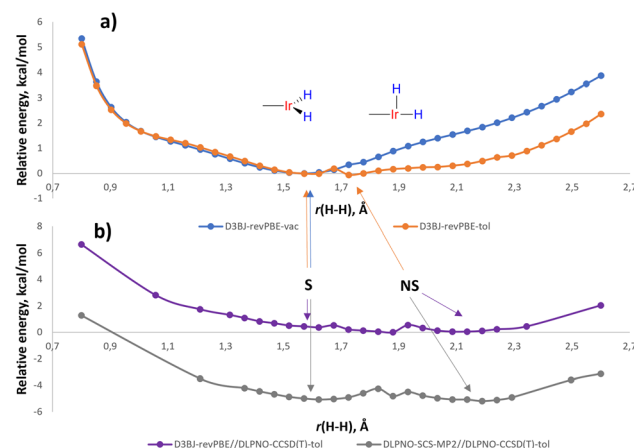 a)
Relative energy, kcal/mol
6
5
4
3
2
1
0
-1
H
Ir
H
H
Ir
H
0,7 0,9 1,1 1,3 1,5 1,7 1,9 2,1 2,3 2,5 2,7
r(H-H), Å
D3BJ-revPBE-vac D3BJ-revPBE-tol
b)
Relative energy, kcal/mol
8
6
4
2
0
-2
-4
-6
S NS
0,7 0,9 1,1 1,3 1,5 1,7 1,9 2,1 2,3 2,5 2,7
r(H-H), Å
D3BJ-revPBE//DLPNO-CCSD(T)-tol DLPNO-SCS-MP2//DLPNO-CCSD(T)-tol